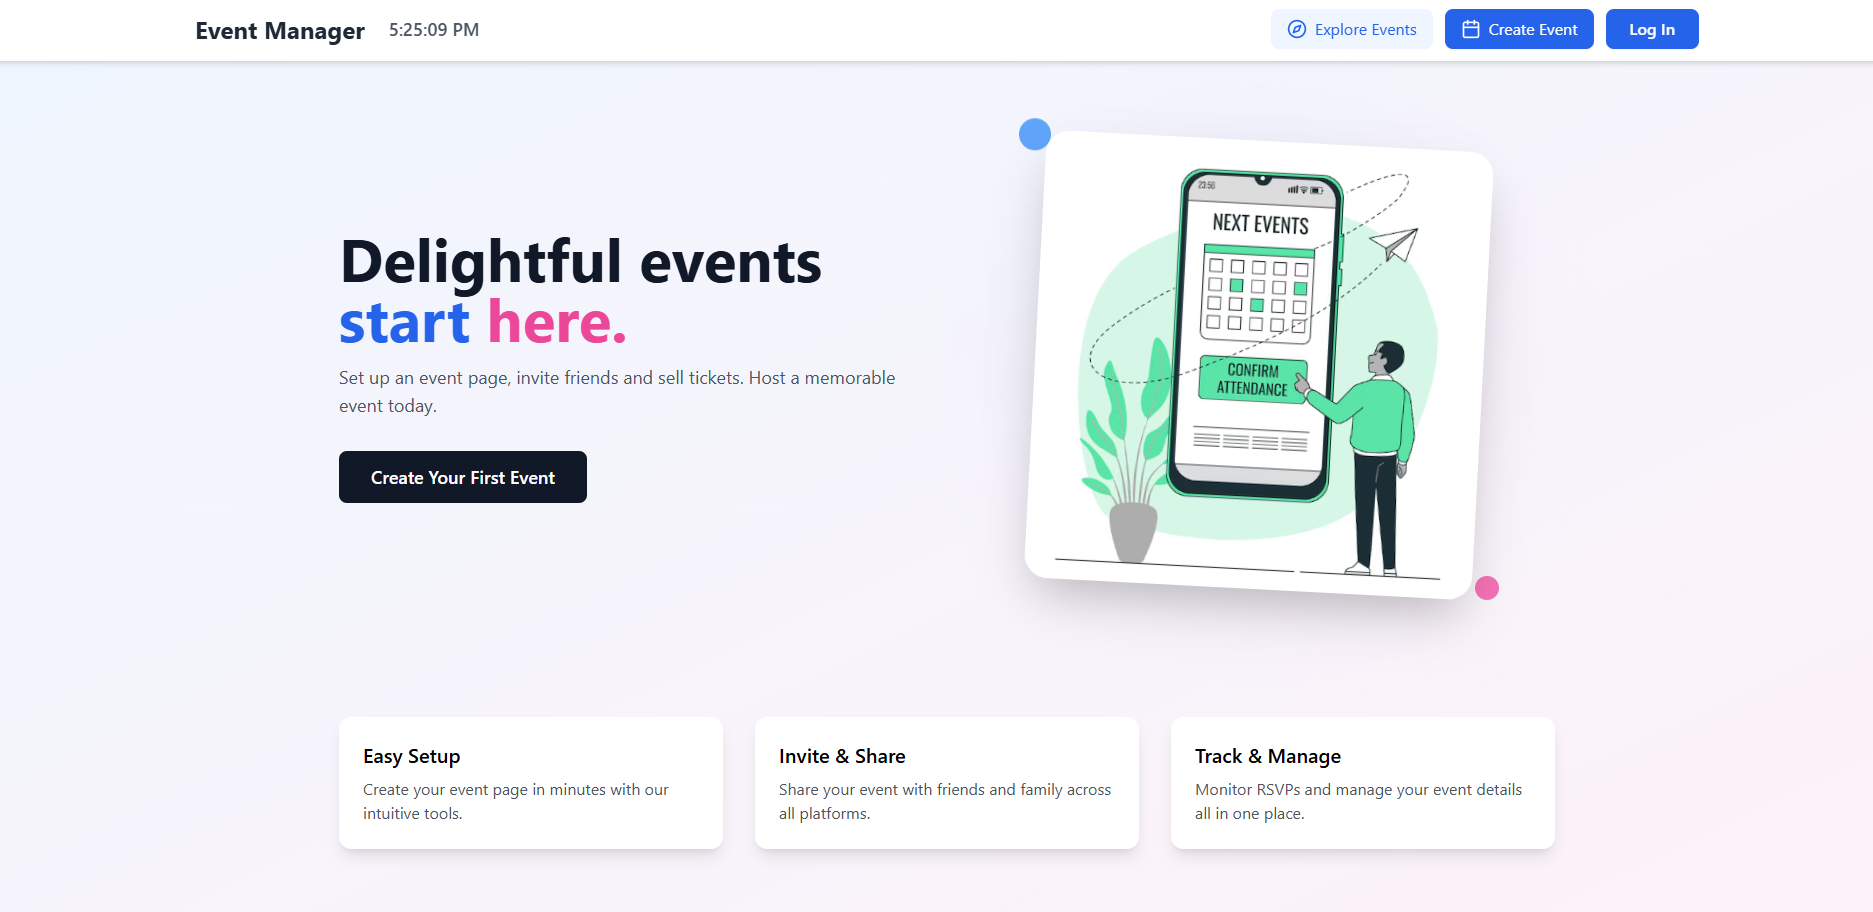 Event Manager
5:25:09 PM
Explore Events
Create Event
Log In
Delightful events
start here.
Set up an event page, invite friends and sell tickets. Host a memorable
event today.
Create Your First Event
23:56
NEXT EVENTS
CONFIRM
ATTENDANCE
Easy Setup
Create your event page in minutes with our
intuitive tools.
Invite & Share
Share your event with friends and family across
all platforms.
Track & Manage
Monitor RSVPs and manage your event details
all in one place.